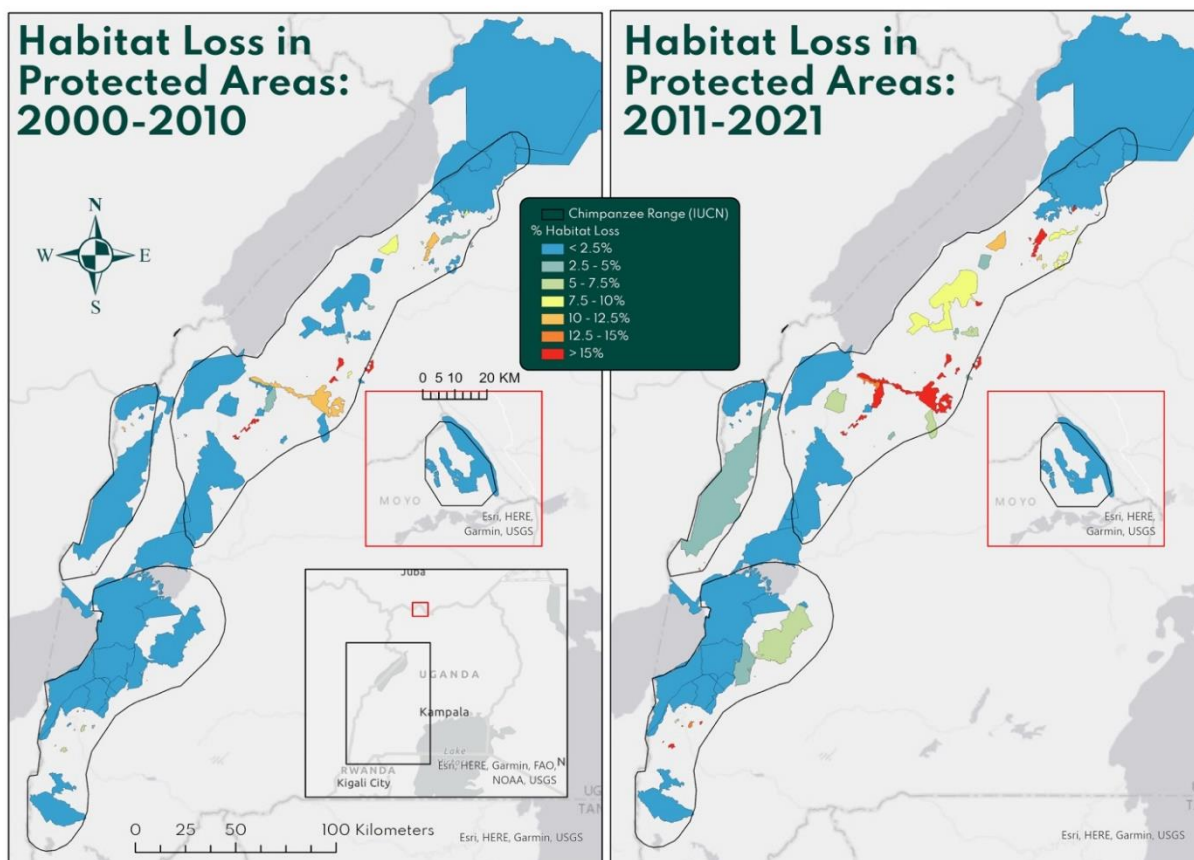 Habitat Loss in
Protected Areas:
2000-2010
N
W
E
S
MOYO
Esri, HERE,
Garmin, USGS
Juba
UGANDA
Kampala
Lake
RWANDA
Kigali City
Esri, HERE, Garmin, FAO,
NOAA, USGS
N
0 25 50 100 Kilometers
Esri, HERE, Garmin, USGS
Chimpanzee Range (IUCN)
% Habitat Loss
< 2.5%
2.5 - 5%
5 - 7.5%
7.5 - 10%
10 - 12.5%
12.5 - 15%
> 15%
0 5 10 20 KM
UG
TAN
Habitat Loss in
Protected Areas:
2011-2021
MOYO
Esri, HERE,
Garmin, USGS
Esri, HERE, Garmin, USGS